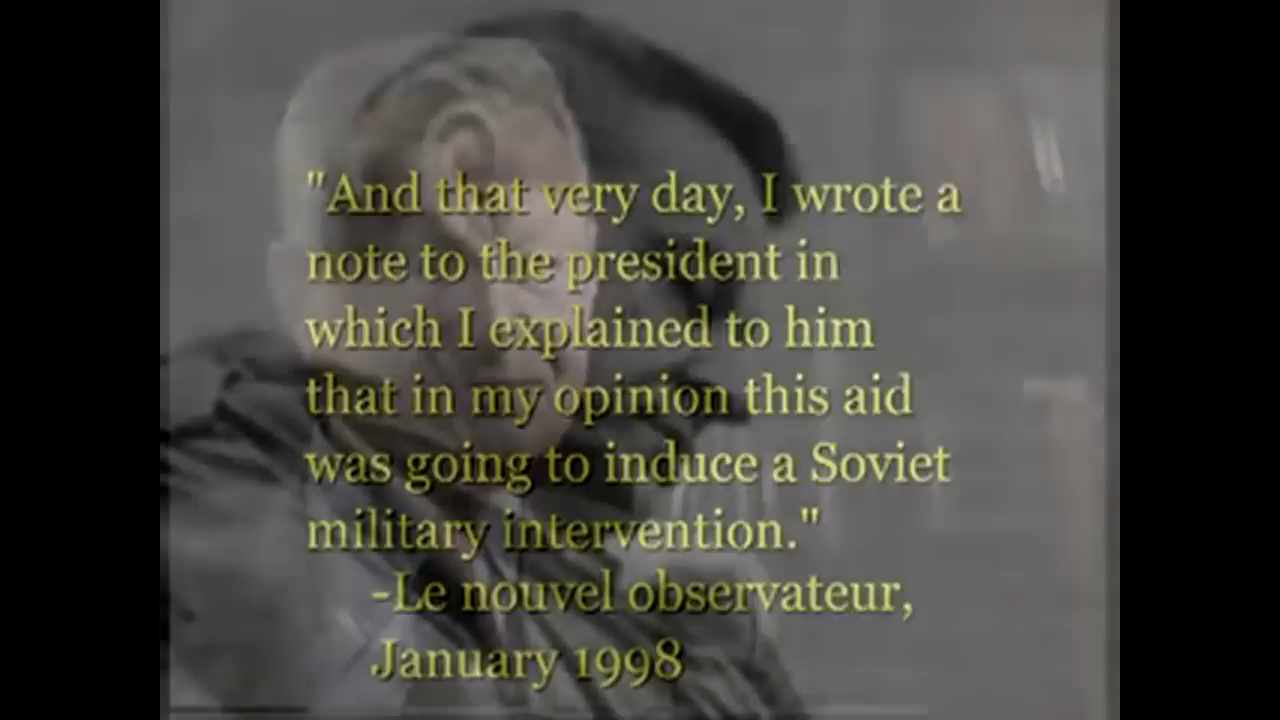 "And that very day, I wrote a
note to the president in
which I explained to him
that in my opinion this aid
was going to induce a Soviet
military intervention."
-Le nouvel observateur,
January 1998